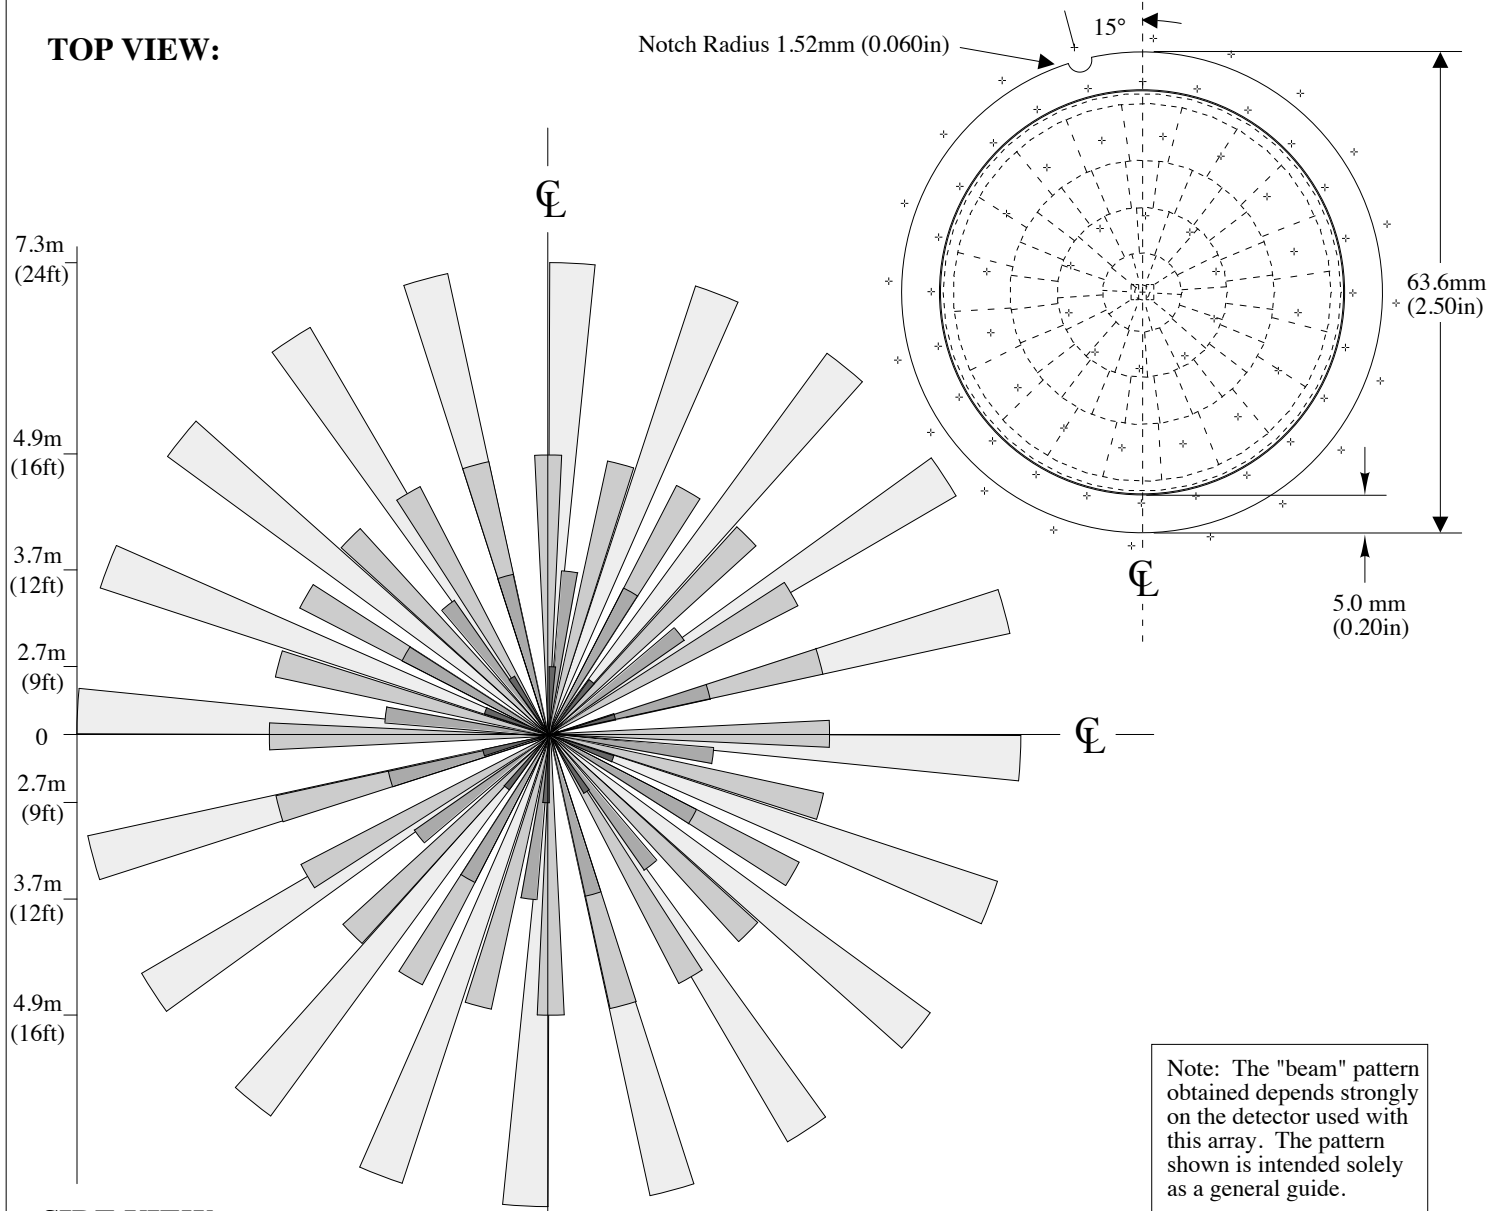 TOP VIEW:
Notch Radius 1.52mm (0.060in)
15°
℄
7.3m
(24ft)
63.6mm
(2.50in)
4.9m
(16ft)
3.7m
(12ft)
℄
5.0 mm
(0.20in)
2.7m
(9ft)
0
℄
2.7m
(9ft)
3.7m
(12ft)
4.9m
(16ft)
Note: The "beam" pattern
obtained depends strongly
on the detector used with
this array. The pattern
shown is intended solely
as a general guide.